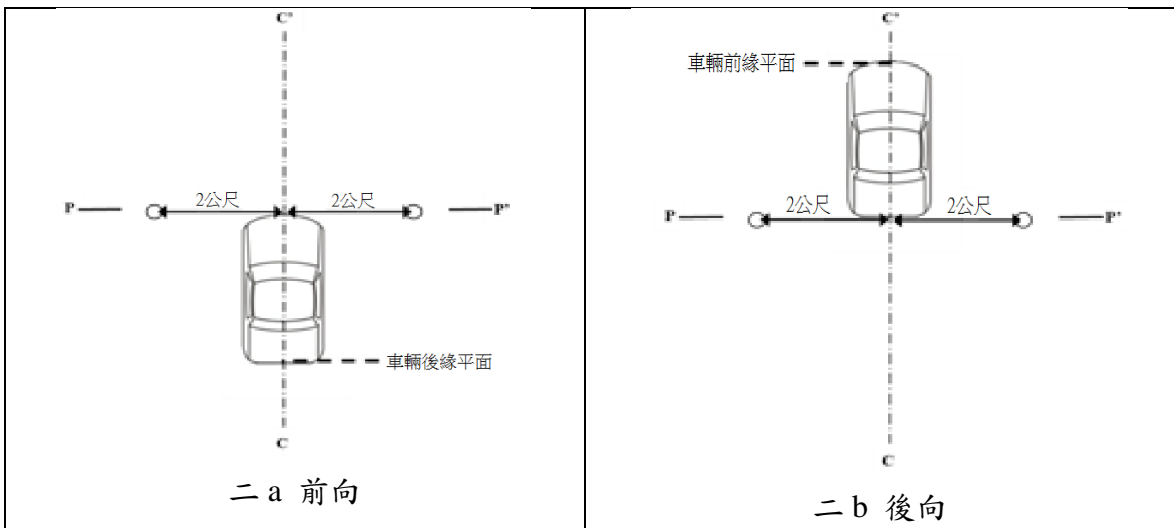 C'
2公尺 2公尺
P P'
車輛後緣平面
C
二 a 前向
C'
車輛前緣平面
2公尺 2公尺
P P'
C
二 b 後向